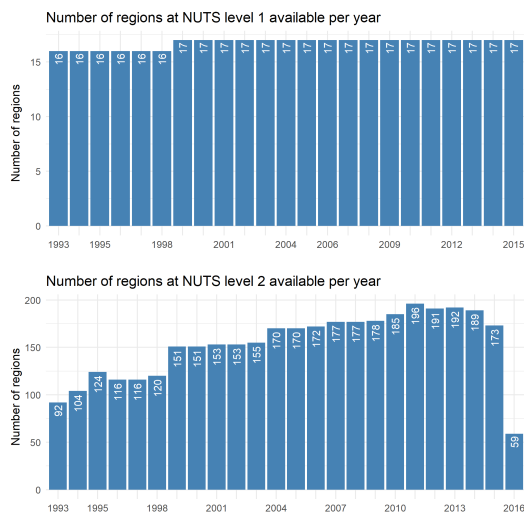 Number of regions at NUTS level 1 available per year
Number of regions
15
10
5
0
16 16 16 16 16 16 17 17 17 17 17 17 17 17 17 17 17 17 17 17 17 17 17
1993 1995 1998 2001 2004 2006 2009 2012 2015
Number of regions at NUTS level 2 available per year
Number of regions
200
150
100
50
0
92 104 124 116 116 120 151 151 153 153 155 170 170 172 177 177 178 185 196 191 192 189 173 59
1993 1995 1998 2001 2004 2007 2010 2013 2016